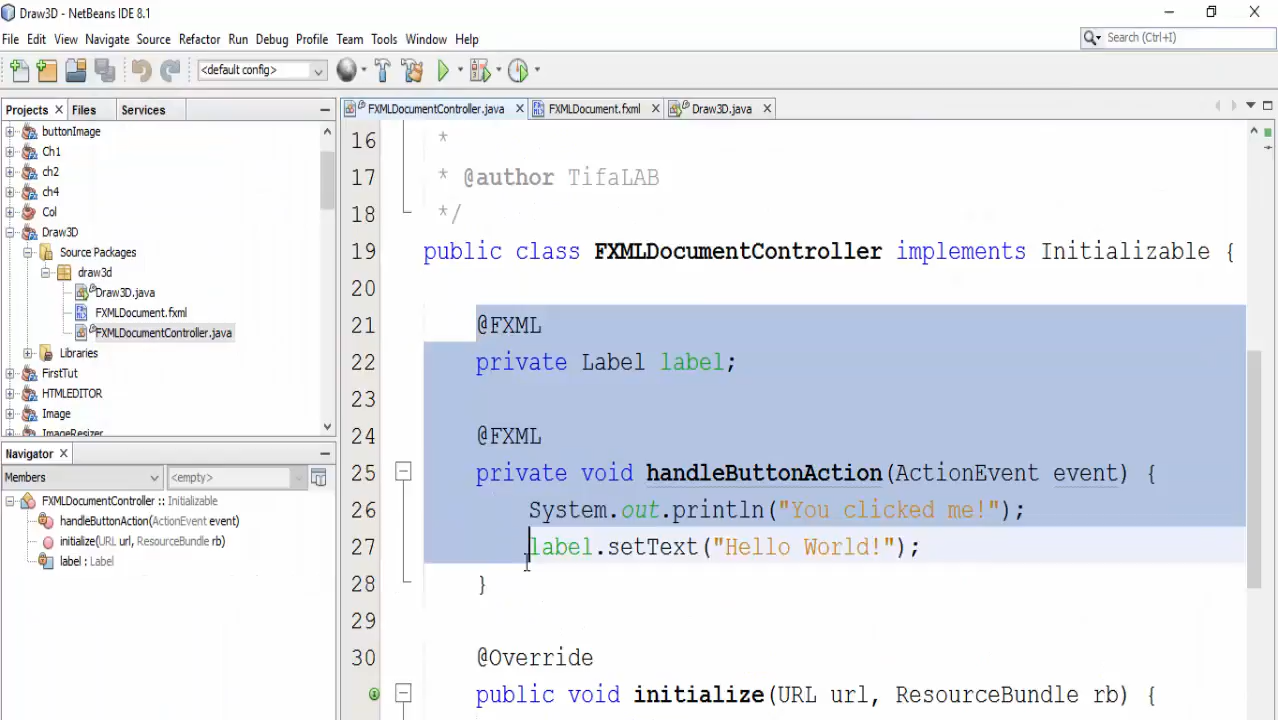 Draw3D - NetBeans IDE 8.1
File Edit View Navigate Source Refactor Run Debug Profile Team Tools Window Help
Search (Ctrl+I)
<default config>
Projects Files Services
FXMLDocumentController.java FXMLDocument.fxml Draw3D.java
buttonImage
Ch1
ch2
ch4
Col
Draw3D
Source Packages
draw3d
Draw3D.java
FXMLDocument.fxml
FXMLDocumentController.java
Libraries
FirstTut
HTMLEDITOR
Image
ImageResizer
Navigator
Members <empty>
FXMLDocumentController :: Initializable
handleButtonAction(ActionEvent event)
initialize(URL url, ResourceBundle rb)
label : Label
16 *
17 * @author TifaLAB
18 */
19 public class FXMLDocumentController implements Initializable {
20
21 @FXML
22 private Label label;
23
24 @FXML
25 private void handleButtonAction(ActionEvent event) {
26 System.out.println("You clicked me!");
27 label.setText("Hello World!");
28 }
29
30 @Override
public void initialize(URL url, ResourceBundle rb) {